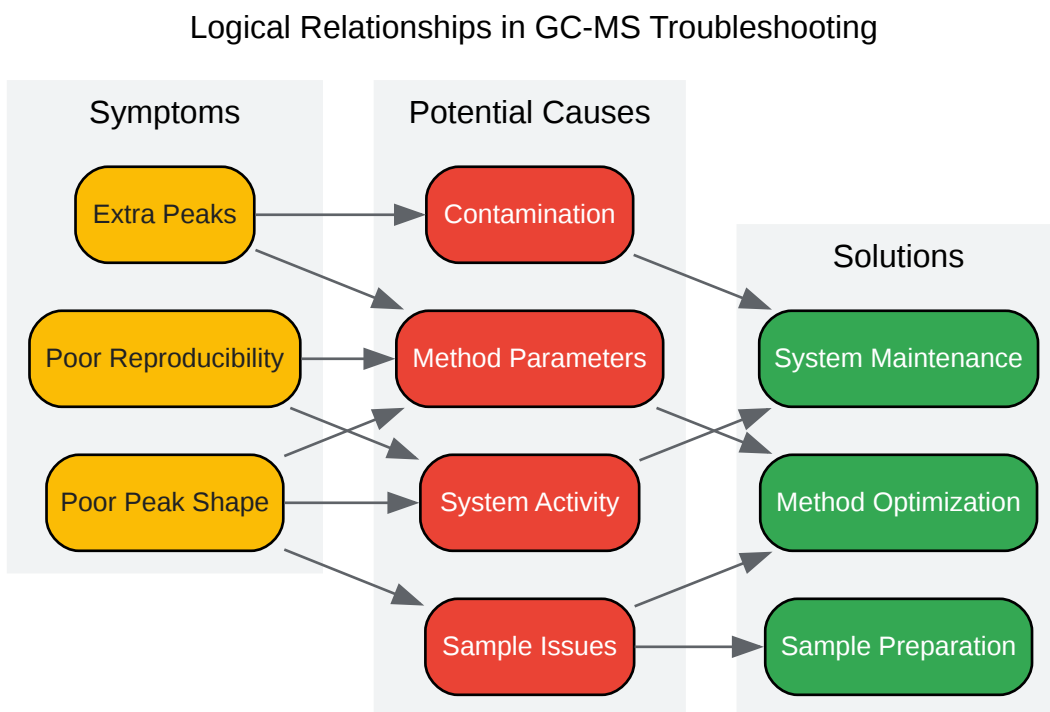 Logical Relationships in GC-MS Troubleshooting
Symptoms
Extra Peaks
Poor Reproducibility
Poor Peak Shape
Potential Causes
Contamination
Method Parameters
System Activity
Sample Issues
Solutions
System Maintenance
Method Optimization
Sample Preparation